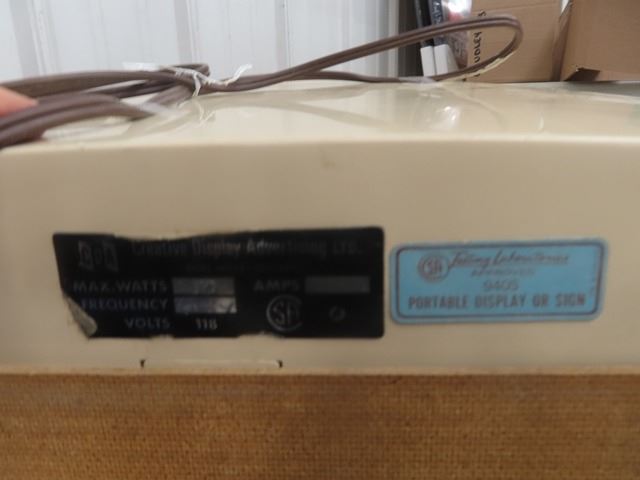 Creative Display Advertising LTD.
MAX. WATTS AMPS
FREQUENCY
VOLTS 118
SA
SA Testing Laboratories
APPROVED
9405
PORTABLE DISPLAY OR SIGN